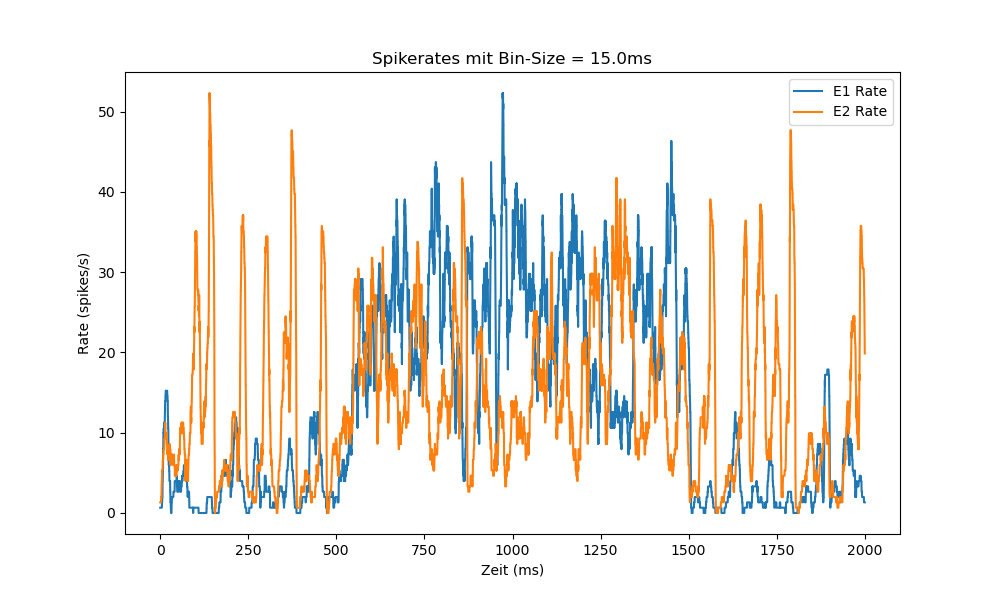 Spikerates mit Bin-Size = 15.0ms
E1 Rate
E2 Rate
Rate (spikes/s)
50
40
30
20
10
0
0 250 500 750 1000 1250 1500 1750 2000
Zeit (ms)